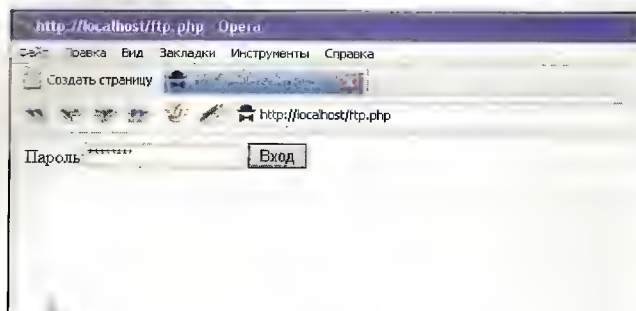 http://localhost/ftp.php Opera
Правка Вид Закладки Инструменты Справка
Создать страницу
http://localhost/ftp.php
Пароль: ******* Вход